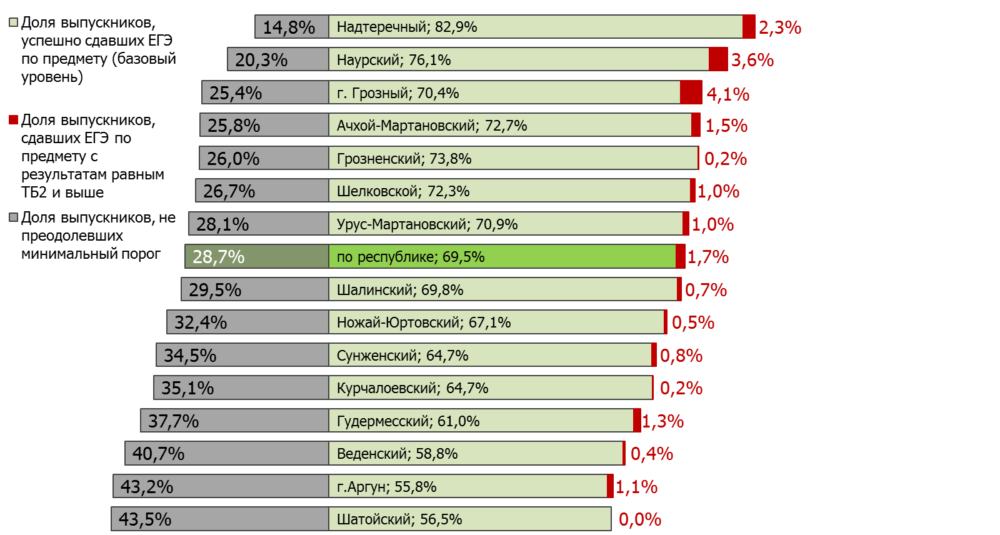 Доля выпускников,
успешно сдавших ЕГЭ
по предмету (базовый
уровень)
Доля выпускников,
сдавших ЕГЭ по
предмету с
результатам равным
ТБ2 и выше
Доля выпускников, не
преодолевших
минимальный порог
14,8% Надтеречный; 82,9% 2,3%
20,3% Наурский; 76,1% 3,6%
25,4% г. Грозный; 70,4% 4,1%
25,8% Ачхой-Мартановский; 72,7% 1,5%
26,0% Грозненский; 73,8% 0,2%
26,7% Шелковской; 72,3% 1,0%
28,1% Урус-Мартановский; 70,9% 1,0%
28,7% по республике; 69,5% 1,7%
29,5% Шалинский; 69,8% 0,7%
32,4% Ножай-Юртовский; 67,1% 0,5%
34,5% Сунженский; 64,7% 0,8%
35,1% Курчалоевский; 64,7% 0,2%
37,7% Гудермесский; 61,0% 1,3%
40,7% Веденский; 58,8% 0,4%
43,2% г.Аргун; 55,8% 1,1%
43,5% Шатойский; 56,5% 0,0%